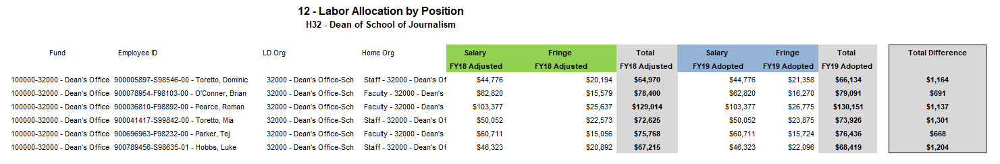 12 - Labor Allocation by Position
H32 - Dean of School of Journalism
Fund Employee ID LD Org Home Org Salary Fringe Total Salary Fringe Total Total Difference
FY18 Adjusted FY18 Adjusted FY18 Adjusted FY19 Adopted FY19 Adopted FY19 Adopted
100000-32000 - Dean's Office- 900005897-S98546-00 - Toretto, Dominic 32000 - Dean's Office-Sch Staff - 32000 - Dean's Of $44,776 $20,194 $64,970 $44,776 $21,358 $66,134 $1,164
100000-32000 - Dean's Office- 900078954-F98103-00 - O'Conner, Brian 32000 - Dean's Office-Sch Faculty - 32000 - Dean's $62,820 $15,579 $78,400 $62,820 $16,270 $79,091 $691
100000-32000 - Dean's Office- 900036810-F98892-00 - Pearce, Roman 32000 - Dean's Office-Sch Faculty - 32000 - Dean's $103,377 $25,637 $129,014 $103,377 $26,775 $130,151 $1,137
100000-32000 - Dean's Office- 900041417-S99842-00 - Toretto, Mia 32000 - Dean's Office-Sch Staff - 32000 - Dean's Of $50,052 $22,573 $72,625 $50,052 $23,875 $73,926 $1,301
100000-32000 - Dean's Office- 900696963-F98232-00 - Parker, Tej 32000 - Dean's Office-Sch Faculty - 32000 - Dean's $60,711 $15,056 $75,768 $60,711 $15,724 $76,436 $668
100000-32000 - Dean's Office- 900789456-S98635-01 - Hobbs, Luke 32000 - Dean's Office-Sch Staff - 32000 - Dean's Of $46,323 $20,892 $67,215 $46,323 $22,096 $68,419 $1,204